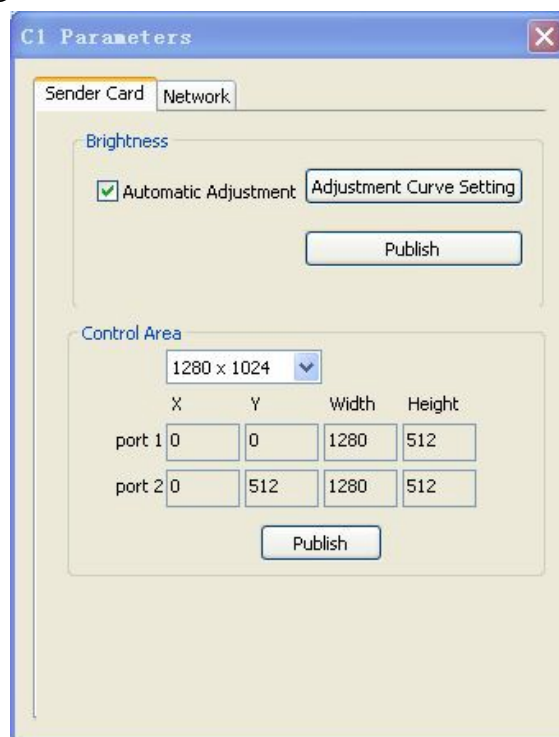 C1 Parameters
Sender Card Network
Brightness
Automatic Adjustment Adjustment Curve Setting
Publish
Control Area
1280 x 1024
X Y Width Height
port 1 0 0 1280 512
port 2 0 512 1280 512
Publish